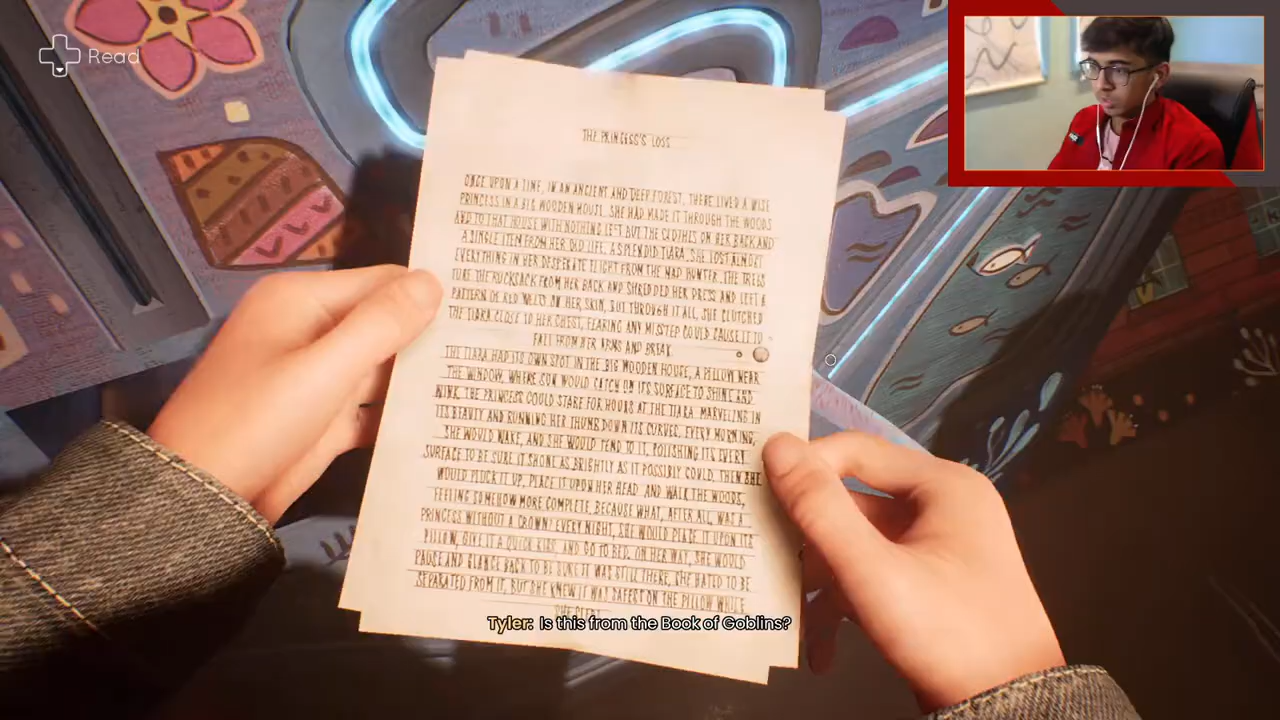 Read
THE PRINCESS'S LOSS
ONCE UPON A TIME, IN AN ANCIENT AND DEEP FOREST, THERE LIVED A WISE
PRINCESS IN A BIG WOODEN HOUSE. SHE HAD MADE IT THROUGH THE WOODS
AND TO THAT HOUSE WITH NOTHING LEFT BUT THE CLOTHES ON HER BACK AND
A SINGLE ITEM FROM HER OLD LIFE, A SPLENDID TIARA. SHE LOST ALMOST
EVERYTHING IN HER DESPERATE FLIGHT FROM THE MAD HUNTER. THE TREES
TORE THE RUCKSACK FROM HER BACK AND SHREDDED HER DRESS AND LEFT A
PATTERN OF RED WELTS ON HER SKIN, BUT THROUGH IT ALL, SHE CLUTCHED
THE TIARA CLOSE TO HER CHEST, FEARING ANY MISSTEP COULD CAUSE IT TO
FALL FROM HER ARMS AND BREAK.
THE TIARA HAD ITS OWN SPOT IN THE BIG WOODEN HOUSE, A PILLOW NEAR
THE WINDOW, WHERE SUN WOULD CATCH ON ITS SURFACE TO SHINE AND
WINK. THE PRINCESS COULD STARE FOR HOURS AT THE TIARA, MARVELING IN
ITS BEAUTY AND RUNNING HER THUMB DOWN ITS CURVES. EVERY MORNING,
SHE WOULD WAKE, AND SHE WOULD TEND TO IT, POLISHING ITS EVERY
SURFACE TO BE SURE IT SHONE AS BRIGHTLY AS IT POSSIBLY COULD. THEN SHE
WOULD PLUCK IT UP, PLACE IT UPON HER HEAD AND WALK THE WOODS,
FEELING SOMEHOW MORE COMPLETE, BECAUSE WHAT, AFTER ALL, WAS A
PRINCESS WITHOUT A CROWN? EVERY NIGHT, SHE WOULD PLACE IT UPON ITS
PILLOW, GIVE IT A QUICK KISS, AND GO TO BED. ON HER WAY, SHE WOULD
PAUSE AND GLANCE BACK TO BE SURE IT WAS STILL THERE. SHE HATED TO BE
SEPARATED FROM IT, BUT SHE KNEW IT WAS SAFEST ON THE PILLOW WHILE
SHE SLEPT.
Tyler: Is this from the Book of Goblins?